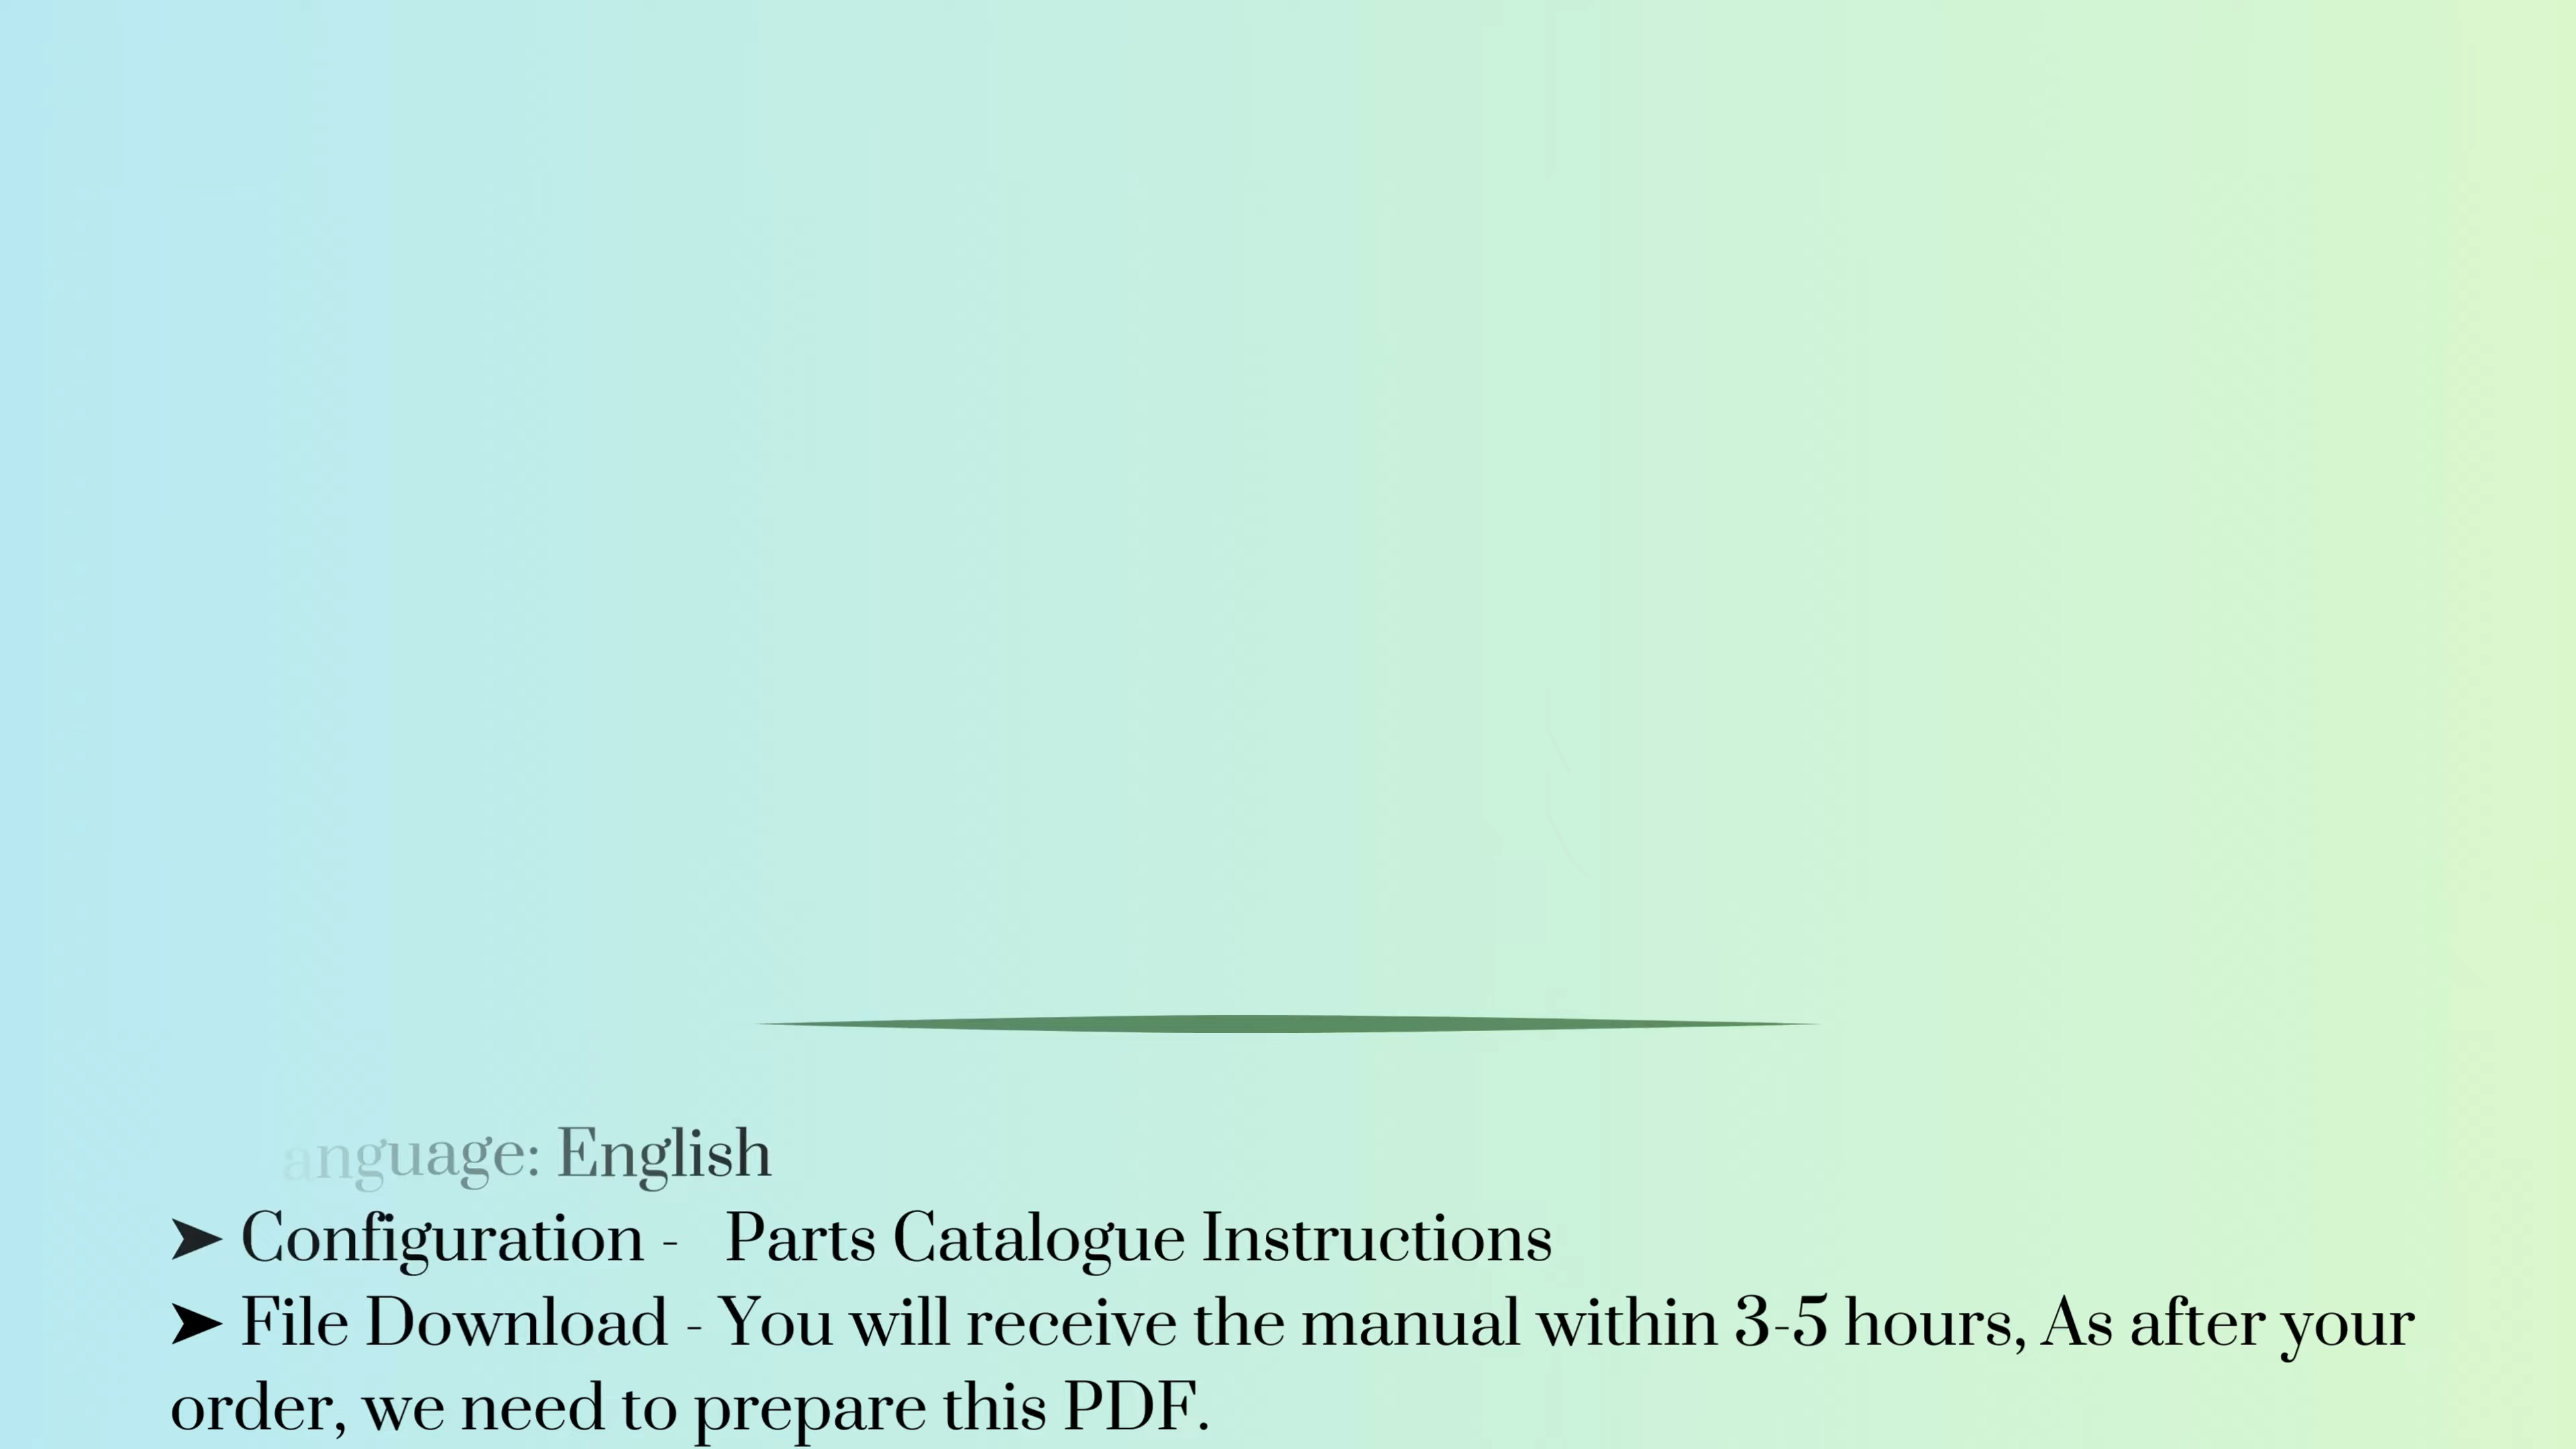 anguage: English
➤ Configuration -   Parts Catalogue Instructions
➤ File Download - You will receive the manual within 3-5 hours, As after your
order, we need to prepare this PDF.